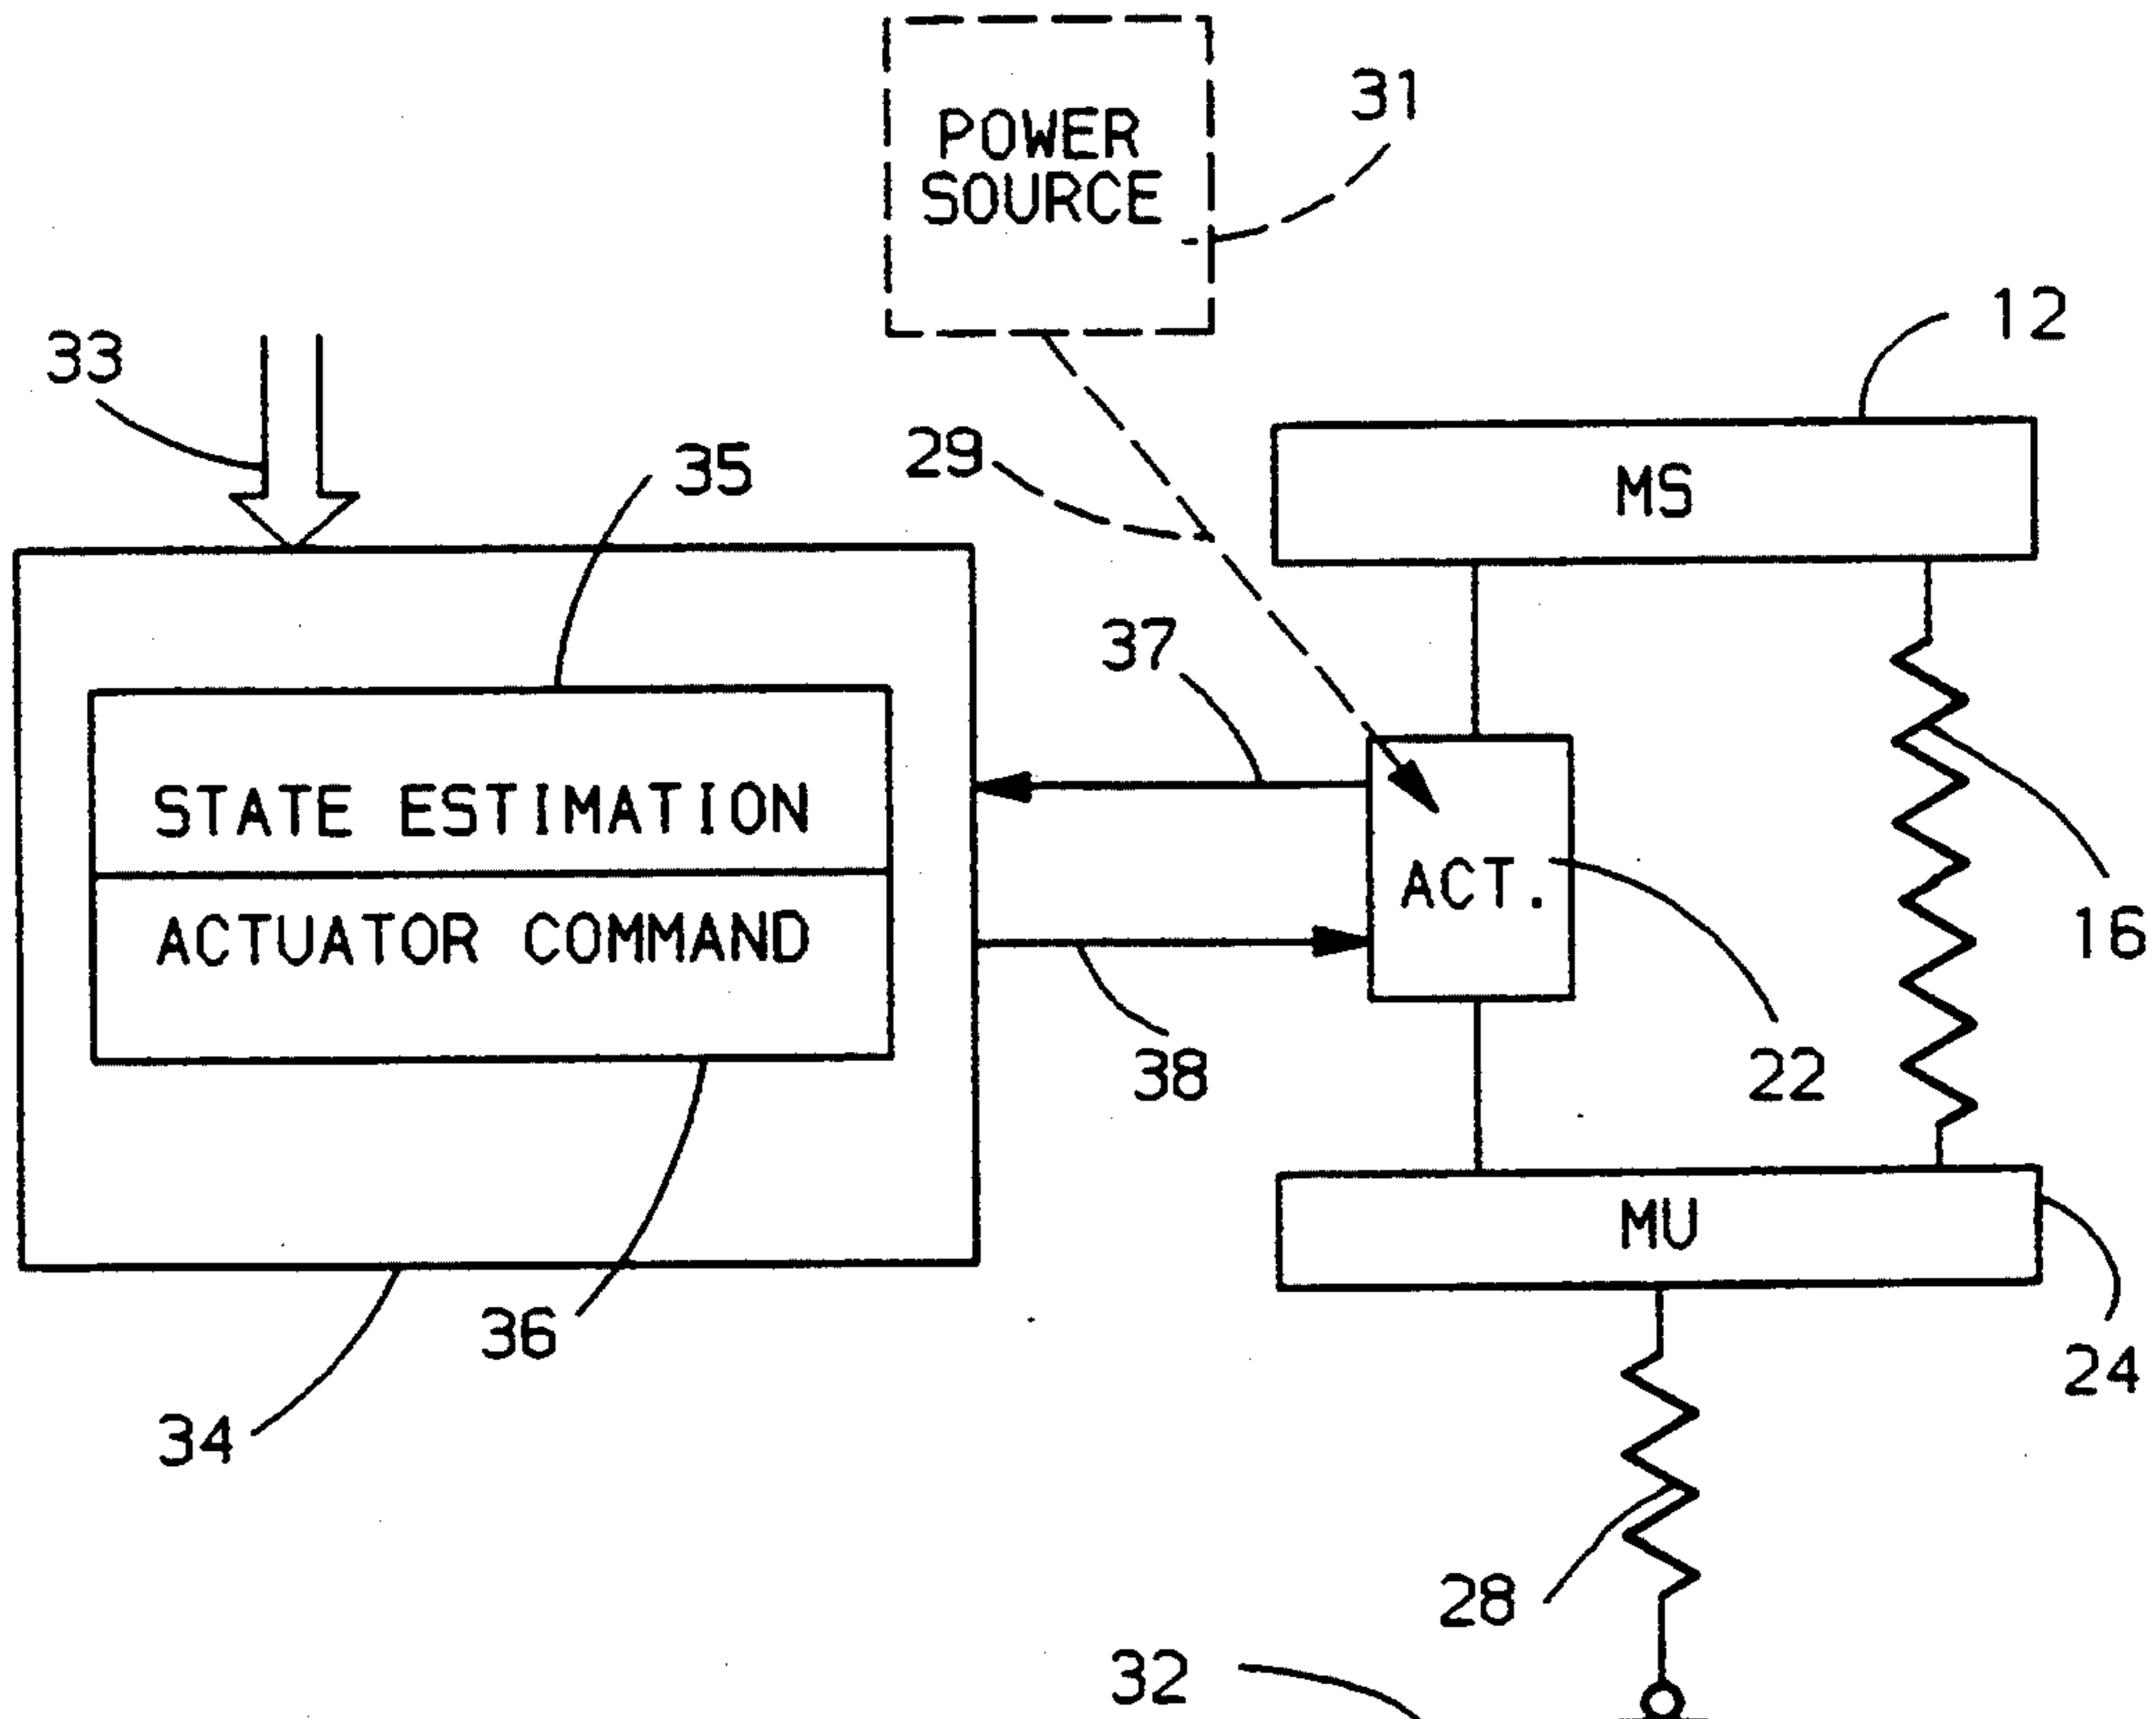 POWER
SOURCE
31
12
33
MS
29
35
37
STATE ESTIMATION
ACT.
ACTUATOR COMMAND
16
38
22
MU
36
24
34
28
32